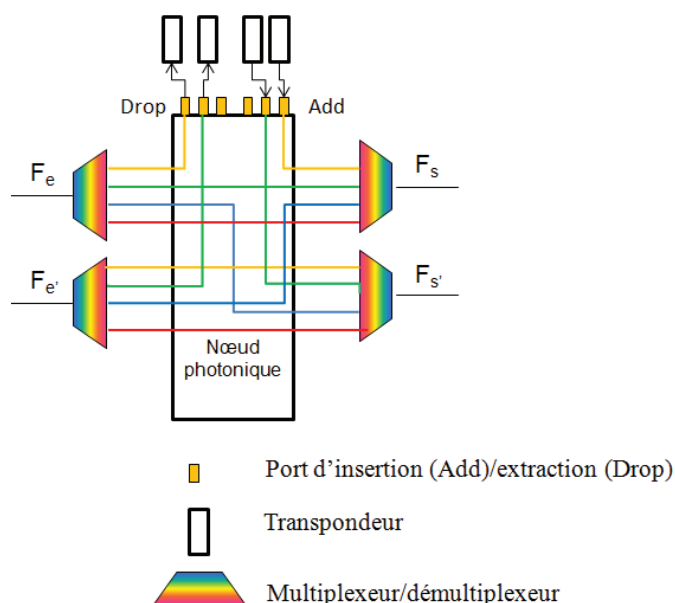 Drop
Add
Fe
Fs
Fe'
Fs'
Nœud
photonique
Port d'insertion (Add)/extraction (Drop)
Transpondeur
Multiplexeur/démultiplexeur